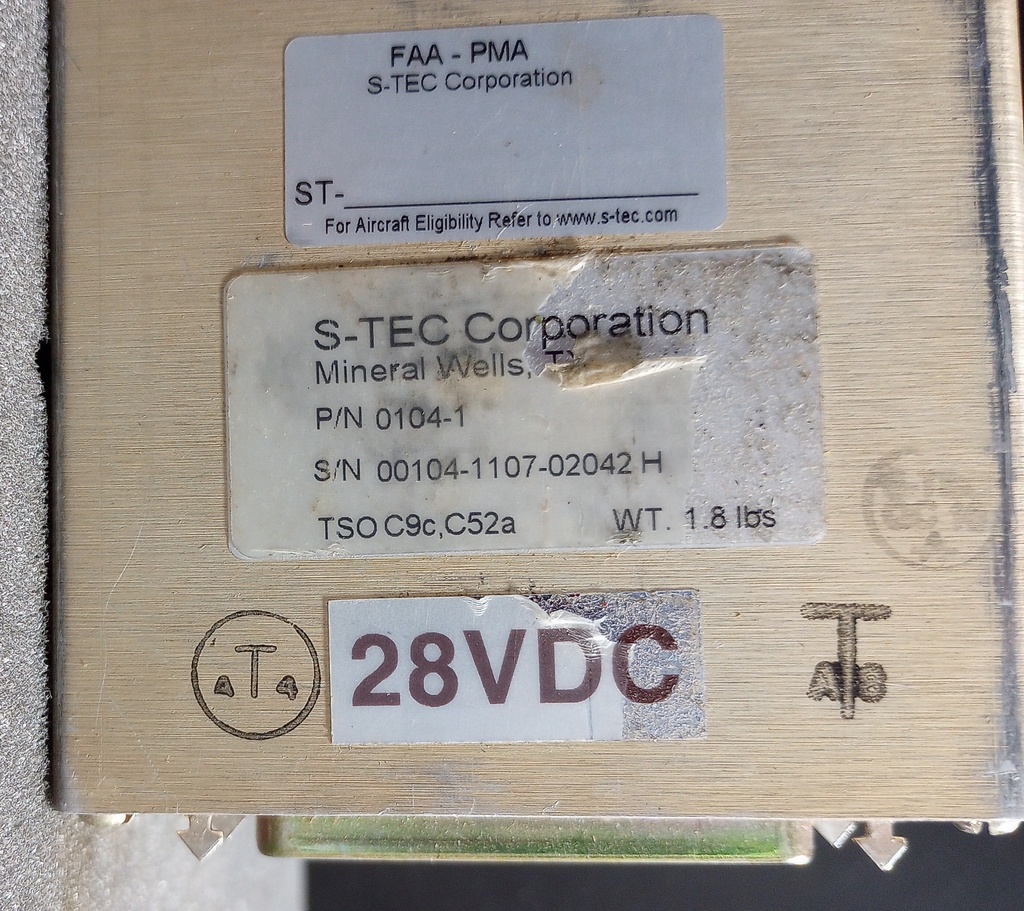 FAA - PMA
S-TEC Corporation
ST-
For Aircraft Eligibility Refer to www.s-tec.com
S-TEC Corporation
Mineral Wells,
P/N 0104-1
S/N 00104-1107-02042 H
TSO C9c,C52a WT. 1.8 lbs
28VDC
A T 4
T